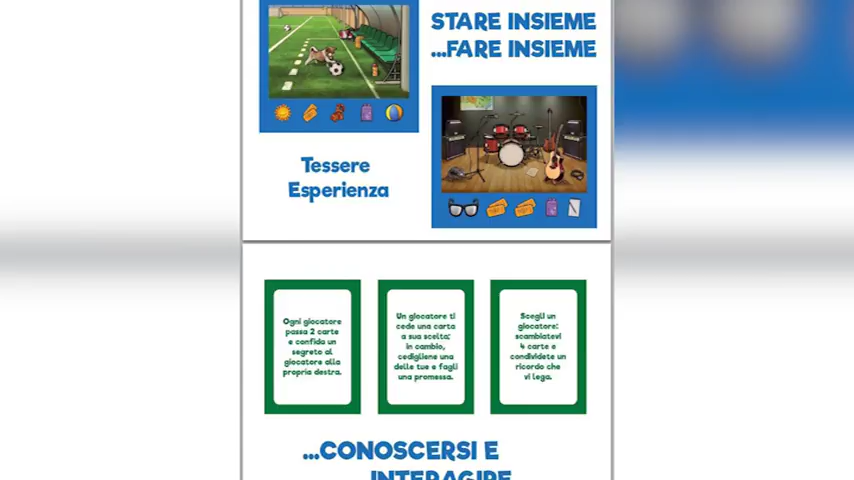 STARE INSIEME
...FARE INSIEME
Tessere
Esperienza
Ogni giocatore
passa 2 carte
e confida un
segreto al
giocatore alla
propria destra.
Un giocatore ti
cede una carta
a sua scelta;
in cambio,
cedigliene una
delle tue e fagli
una promessa.
Scegli un
giocatore:
scambiatevi
4 carte e
condividete un
ricordo che
vi lega.
...CONOSCERSI E
INTERAGIRE